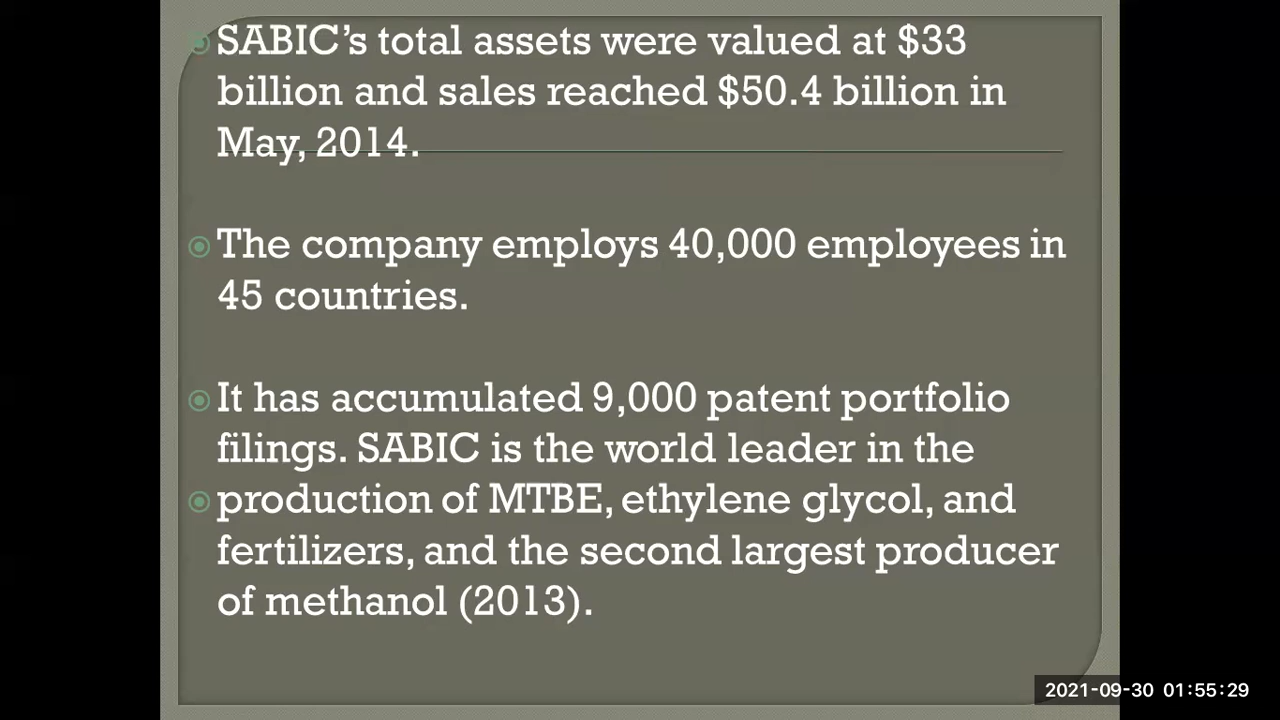 SABIC’s total assets were valued at $33
billion and sales reached $50.4 billion in
May, 2014.
The company employs 40,000 employees in
45 countries.
It has accumulated 9,000 patent portfolio
filings. SABIC is the world leader in the
production of MTBE, ethylene glycol, and
fertilizers, and the second largest producer
of methanol (2013).
2021-09-30 01:55:29